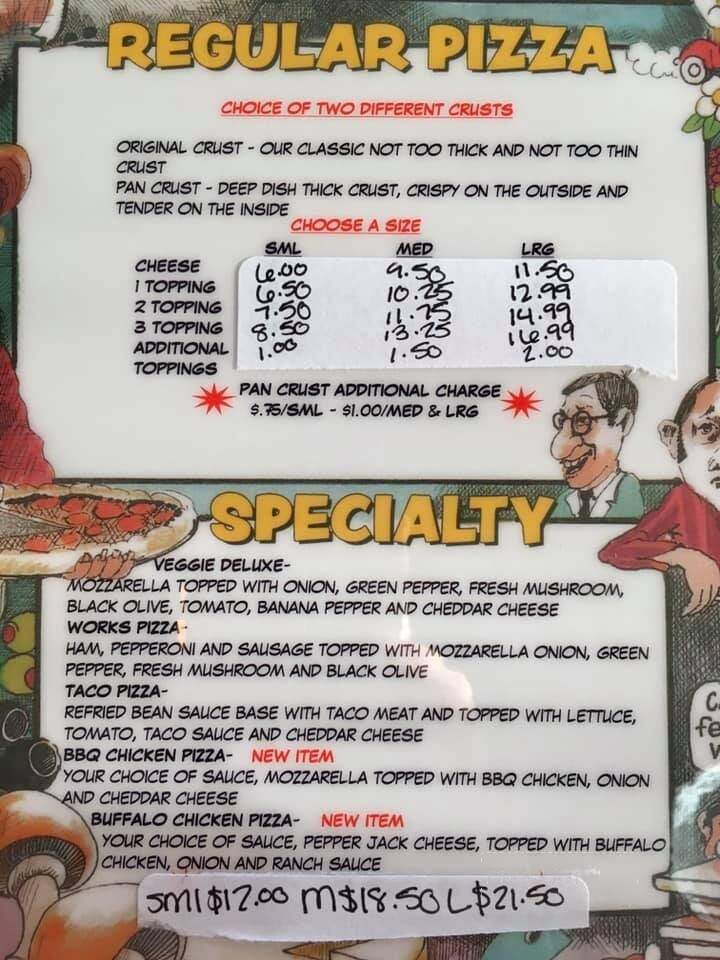 REGULAR PIZZA
CHOICE OF TWO DIFFERENT CRUSTS
ORIGINAL CRUST - OUR CLASSIC NOT TOO THICK AND NOT TOO THIN
CRUST
PAN CRUST - DEEP DISH THICK CRUST, CRISPY ON THE OUTSIDE AND
TENDER ON THE INSIDE
CHOOSE A SIZE
SML MED LRG
CHEESE 6.00 9.50 11.50
1 TOPPING 6.50 10.25 12.99
2 TOPPING 7.50 11.75 14.99
3 TOPPING 8.50 13.25 16.99
ADDITIONAL 1.00 1.50 2.00
TOPPINGS
PAN CRUST ADDITIONAL CHARGE
$.75/SML - $1.00/MED & LRG
SPECIALTY
VEGGIE DELUXE-
MOZZARELLA TOPPED WITH ONION, GREEN PEPPER, FRESH MUSHROOM,
BLACK OLIVE, TOMATO, BANANA PEPPER AND CHEDDAR CHEESE
WORKS PIZZA-
HAM, PEPPERONI AND SAUSAGE TOPPED WITH MOZZARELLA ONION, GREEN
PEPPER, FRESH MUSHROOM AND BLACK OLIVE
TACO PIZZA-
REFRIED BEAN SAUCE BASE WITH TACO MEAT AND TOPPED WITH LETTUCE,
TOMATO, TACO SAUCE AND CHEDDAR CHEESE
BBQ CHICKEN PIZZA- NEW ITEM
YOUR CHOICE OF SAUCE, MOZZARELLA TOPPED WITH BBQ CHICKEN, ONION
AND CHEDDAR CHEESE
BUFFALO CHICKEN PIZZA- NEW ITEM
YOUR CHOICE OF SAUCE, PEPPER JACK CHEESE, TOPPED WITH BUFFALO
CHICKEN, ONION AND RANCH SAUCE
SMl $12.00 M $18.50 L $21.50